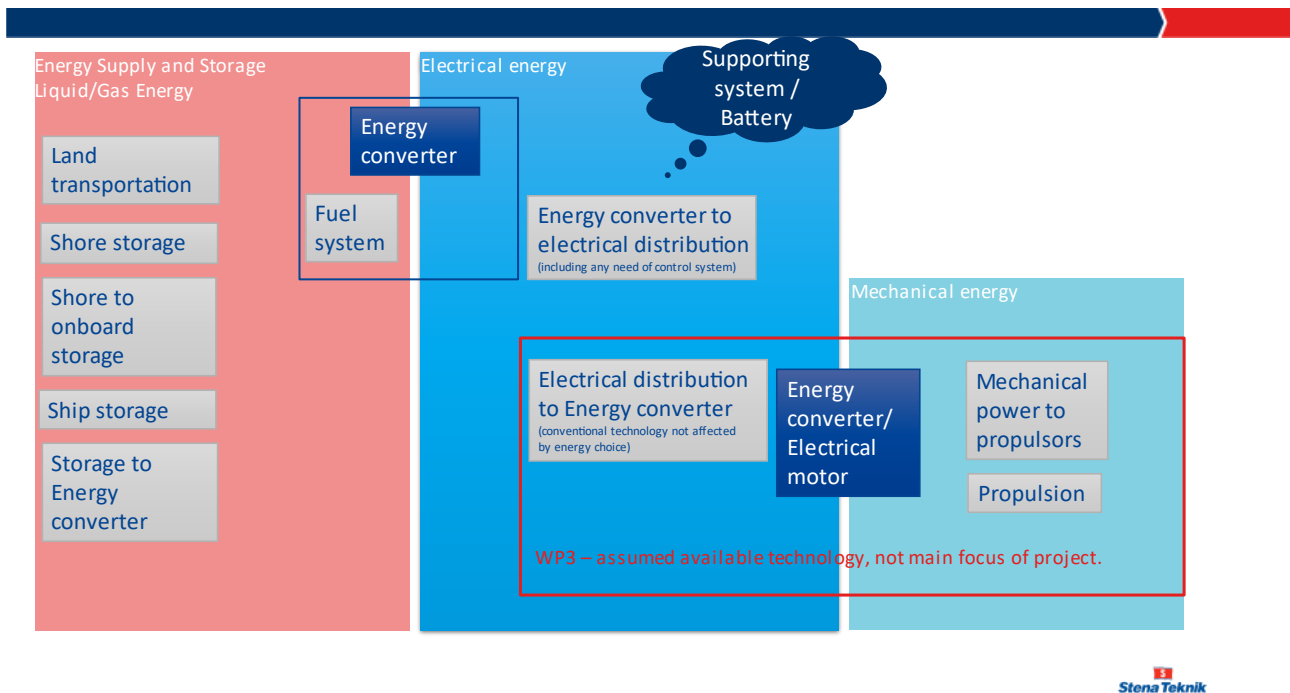 Energy Supply and Storage
Liquid/Gas Energy
Land
transportation
Shore storage
Shore to
onboard
storage
Ship storage
Storage to
Energy
converter
Energy
converter
Fuel
system
Electrical energy
Supporting
system /
Battery
Energy converter to
electrical distribution
(including any need of control system)
Electrical distribution
to Energy converter
(conventional technology not affected
by energy choice)
Energy
converter/
Electrical
motor
Mechanical energy
Mechanical
power to
propulsors
Propulsion
WP3 – assumed available technology, not main focus of project.
S
Stena Teknik